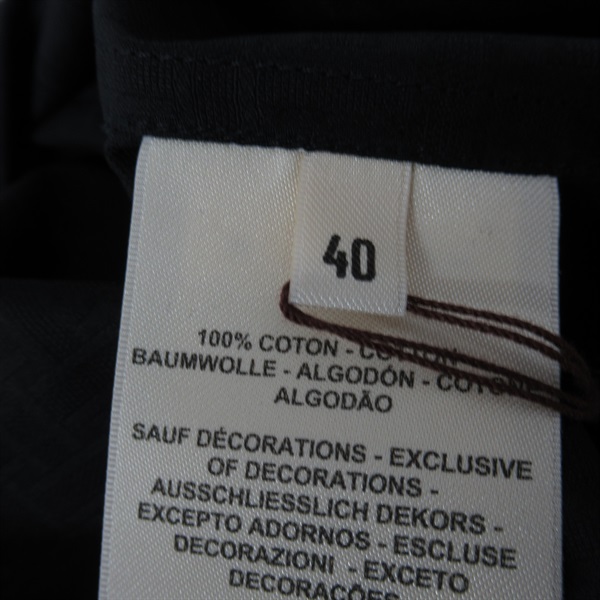 40
100% COTON - COTTON
BAUMWOLLE - ALGODÓN - COTONE
ALGODÃO
SAUF DÉCORATIONS - EXCLUSIVE
OF DECORATIONS -
AUSSCHLIESSLICH DEKORS -
EXCEPTO ADORNOS - ESCLUSE
DECORAZIONI - EXCETO
DECORAÇÕES